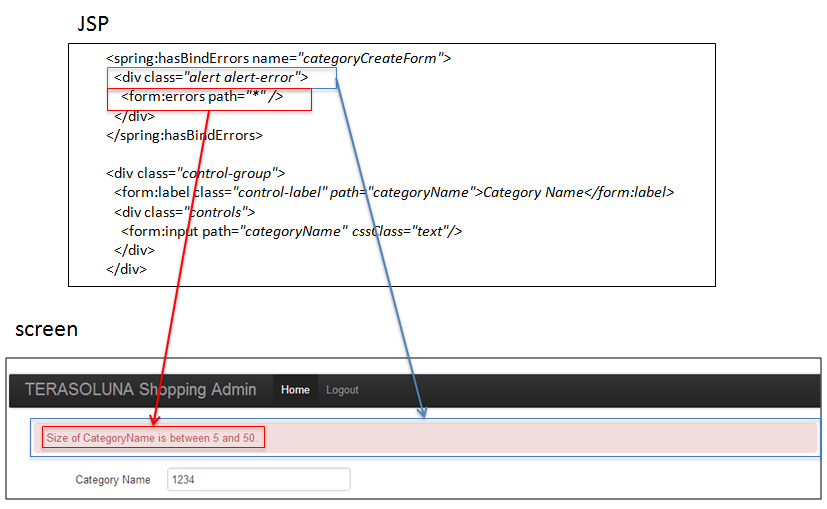 JSP
<spring:hasBindErrors name="categoryCreateForm">
<div class="alert alert-error">
<form:errors path="*" />
</div>
</spring:hasBindErrors>
<div class="control-group">
<form:label class="control-label" path="categoryName">Category Name</form:label>
<div class="controls">
<form:input path="categoryName" cssClass="text"/>
</div>
</div>
screen
TERASOLUNA Shopping Admin Home Logout
Size of CategoryName is between 5 and 50.
Category Name 1234